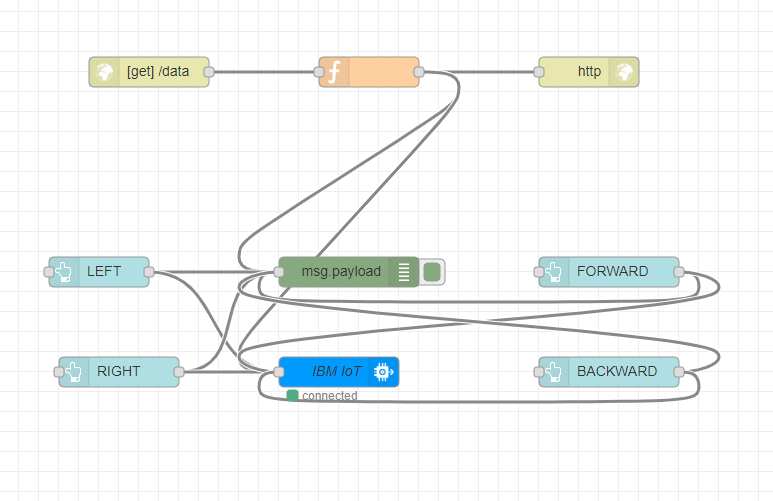 [get] /data
http
LEFT
msg.payload
FORWARD
RIGHT
IBM IoT
BACKWARD
connected